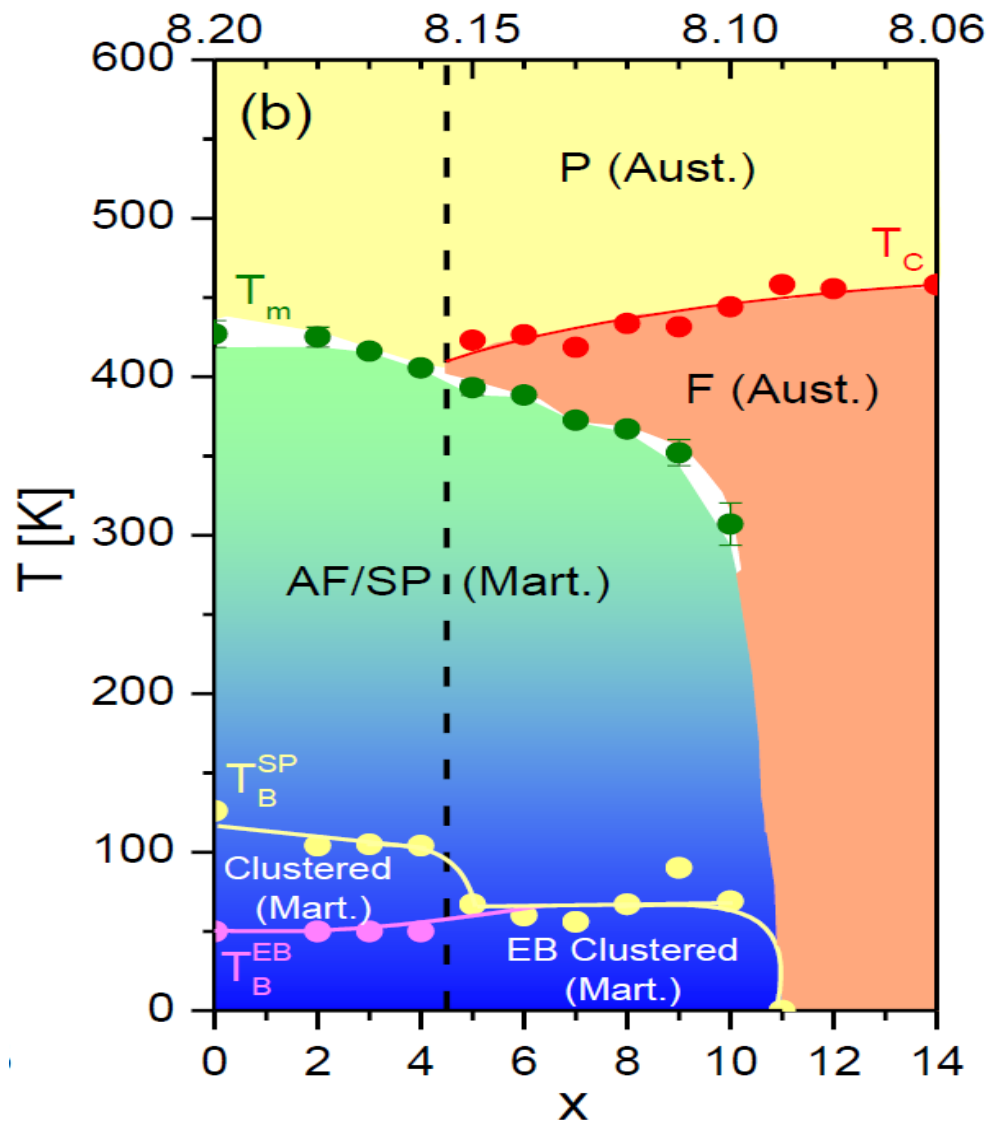 8.20 8.15 8.10 8.06
600
(b)
P (Aust.)
500
T_C
T_m
400
F (Aust.)
T [K]
300
AF/SP (Mart.)
200
T_B^SP
100
Clustered
(Mart.)
T_B^EB
EB Clustered
(Mart.)
0
0 2 4 6 8 10 12 14
x